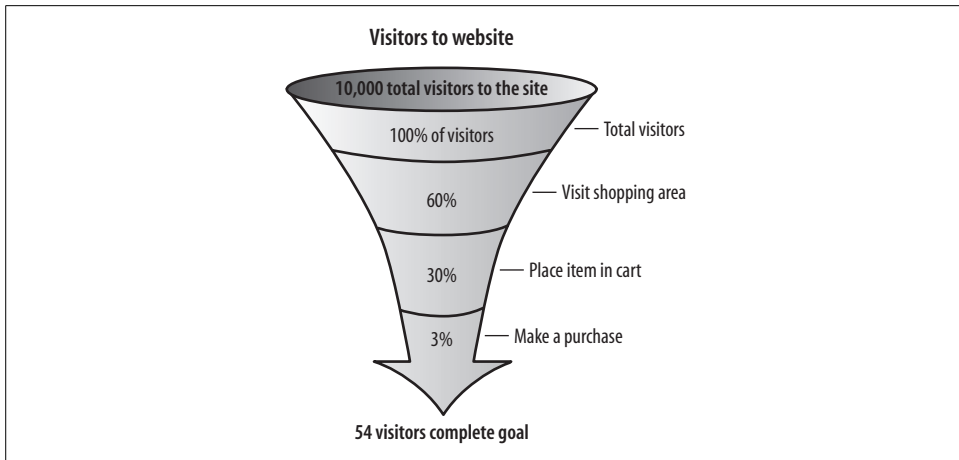 Visitors to website
10,000 total visitors to the site
100% of visitors
Total visitors
60%
Visit shopping area
30%
Place item in cart
3%
Make a purchase
54 visitors complete goal